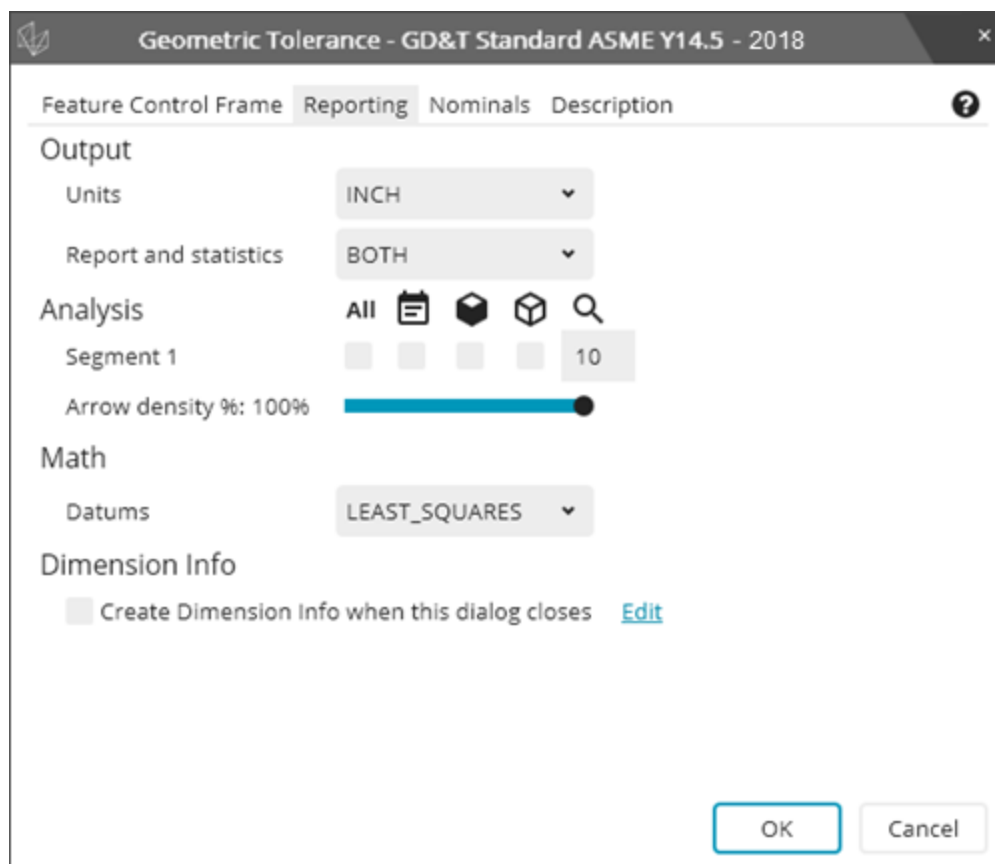 Geometric Tolerance - GD&T Standard ASME Y14.5 - 2018
Feature Control Frame Reporting Nominals Description
Output
Units INCH
Report and statistics BOTH
Analysis All
Segment 1 10
Arrow density %: 100%
Math
Datums LEAST_SQUARES
Dimension Info
Create Dimension Info when this dialog closes Edit
OK Cancel